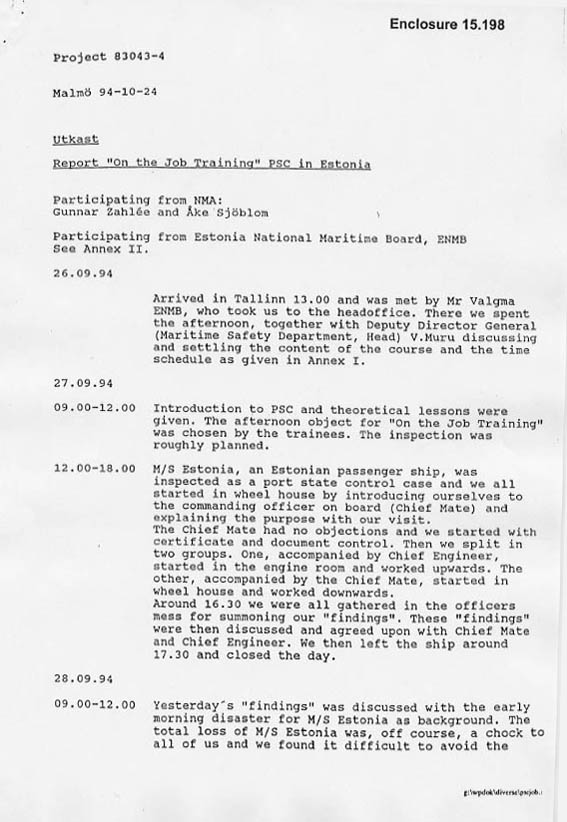 Enclosure 15.198
Project 83043-4
Malmö 94-10-24
Utkast
Report "On the Job Training" PSC in Estonia
Participating from NMA:
Gunnar Zahlée and Åke Sjöblom
Participating from Estonia National Maritime Board, ENMB
See Annex II.
26.09.94
Arrived in Tallinn 13.00 and was met by Mr Valgma
ENMB, who took us to the headoffice. There we spent
the afternoon, together with Deputy Director General
(Maritime Safety Department, Head) V.Muru discussing
and settling the content of the course and the time
schedule as given in Annex I.
27.09.94
09.00-12.00 Introduction to PSC and theoretical lessons were
given. The afternoon object for "On the Job Training"
was chosen by the trainees. The inspection was
roughly planned.
12.00-18.00 M/S Estonia, an Estonian passenger ship, was
inspected as a port state control case and we all
started in wheel house by introducing ourselves to
the commanding officer on board (Chief Mate) and
explaining the purpose with our visit.
The Chief Mate had no objections and we started with
certificate and document control. Then we split in
two groups. One, accompanied by Chief Engineer,
started in the engine room and worked upwards. The
other, accompanied by the Chief Mate, started in
wheel house and worked downwards.
Around 16.30 we were all gathered in the officers
mess for summoning our "findings". These "findings"
were then discussed and agreed upon with Chief Mate
and Chief Engineer. We then left the ship around
17.30 and closed the day.
28.09.94
09.00-12.00 Yesterday´s "findings" was discussed with the early
morning disaster for M/S Estonia as background. The
total loss of M/S Estonia was, off course, a chock to
all of us and we found it difficult to avoid the
g:\wpdok\diverse\pscjob.